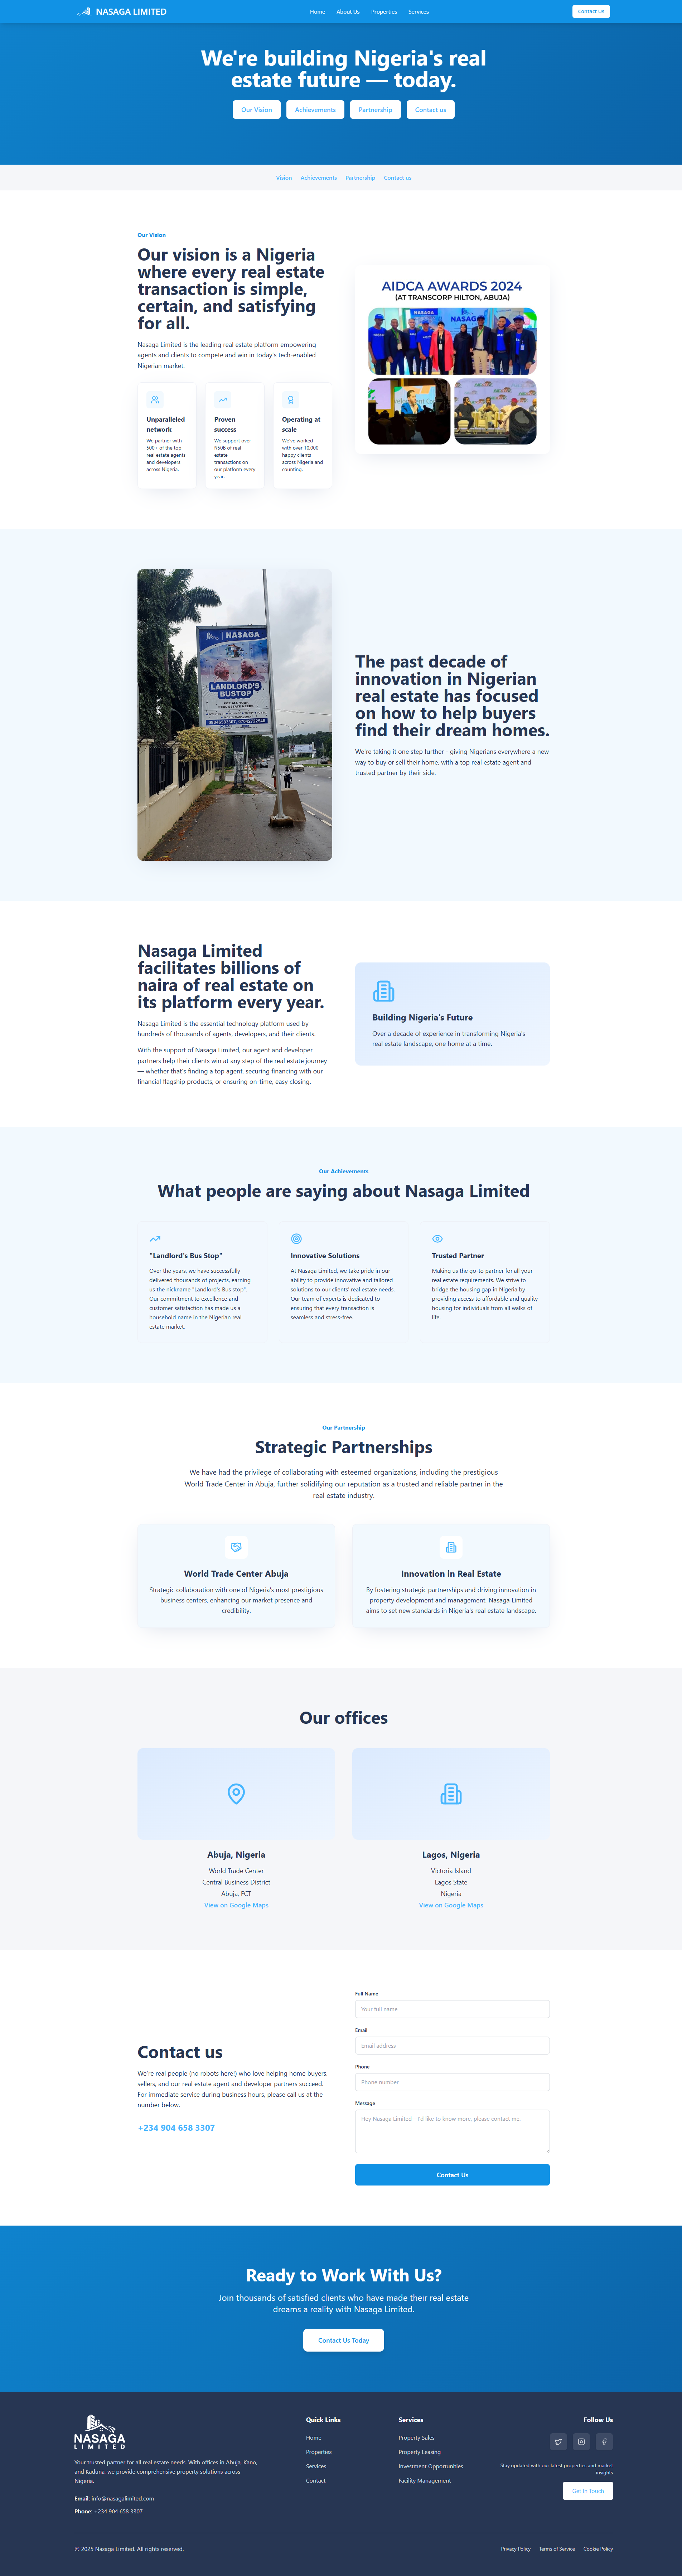 NASAGA LIMITED
Home
About Us
Properties
Services
Contact Us
We're building Nigeria's real
estate future — today.
Our Vision
Achievements
Partnership
Contact us
Vision
Achievements
Partnership
Contact us
Our Vision
Our vision is a Nigeria
where every real estate
transaction is simple,
certain, and satisfying
for all.
Nasaga Limited is the leading real estate platform empowering
agents and clients to compete and win in today's tech-enabled
Nigerian market.
Unparalleled
network
We partner with
500+ of the top
real estate agents
and developers
across Nigeria.
Proven
success
We support over
₦50B of real
estate
transactions on
our platform every
year.
Operating at
scale
We've worked
with over 10,000
happy clients
across Nigeria and
counting.
AIDCA AWARDS 2024
(AT TRANSCORP HILTON, ABUJA)
NASAGA
NASAGA
LANDLORD'S
BUSTOP
The past decade of
innovation in Nigerian
real estate has focused
on how to help buyers
find their dream homes.
We're taking it one step further - giving Nigerians everywhere a new
way to buy or sell their home, with a top real estate agent and
trusted partner by their side.
Nasaga Limited
facilitates billions of
naira of real estate on
its platform every year.
Nasaga Limited is the essential technology platform used by
hundreds of thousands of agents, developers, and their clients.
With the support of Nasaga Limited, our agent and developer
partners help their clients win at any step of the real estate journey
— whether that's finding a top agent, securing financing with our
financial flagship products, or ensuring on-time, easy closing.
Building Nigeria's Future
Over a decade of experience in transforming Nigeria's
real estate landscape, one home at a time.
Our Achievements
What people are saying about Nasaga Limited
"Landlord's Bus Stop"
Over the years, we have successfully
delivered thousands of projects, earning
us the nickname "Landlord's Bus stop".
Our commitment to excellence and
customer satisfaction has made us a
household name in the Nigerian real
estate market.
Innovative Solutions
At Nasaga Limited, we take pride in our
ability to provide innovative and tailored
solutions to our clients' real estate needs.
Our team of experts is dedicated to
ensuring that every transaction is
seamless and stress-free.
Trusted Partner
Making us the go-to partner for all your
real estate requirements. We strive to
bridge the housing gap in Nigeria by
providing access to affordable and quality
housing for individuals from all walks of
life.
Our Partnership
Strategic Partnerships
We have had the privilege of collaborating with esteemed organizations, including the prestigious
World Trade Center in Abuja, further solidifying our reputation as a trusted and reliable partner in the
real estate industry.
World Trade Center Abuja
Strategic collaboration with one of Nigeria's most prestigious
business centers, enhancing our market presence and
credibility.
Innovation in Real Estate
By fostering strategic partnerships and driving innovation in
property development and management, Nasaga Limited
aims to set new standards in Nigeria's real estate landscape.
Our offices
Abuja, Nigeria
World Trade Center
Central Business District
Abuja, FCT
View on Google Maps
Lagos, Nigeria
Victoria Island
Lagos State
Nigeria
View on Google Maps
Contact us
We're real people (no robots here!) who love helping home buyers,
sellers, and our real estate agent and developer partners succeed.
For immediate service during business hours, please call us at the
number below.
+234 904 658 3307
Full Name
Your full name
Email
Email address
Phone
Phone number
Message
Hey Nasaga Limited—I'd like to know more, please contact me.
Contact Us
Ready to Work With Us?
Join thousands of satisfied clients who have made their real estate
dreams a reality with Nasaga Limited.
Contact Us Today
NASAGA
LIMITED
Your trusted partner for all real estate needs. With offices in Abuja, Kano,
and Kaduna, we provide comprehensive property solutions across
Nigeria.
Email: info@nasagalimited.com
Phone: +234 904 658 3307
Quick Links
Home
Properties
Services
Contact
Services
Property Sales
Property Leasing
Investment Opportunities
Facility Management
Follow Us
Stay updated with our latest properties and market
insights
Get In Touch
© 2025 Nasaga Limited. All rights reserved.
Privacy Policy
Terms of Service
Cookie Policy